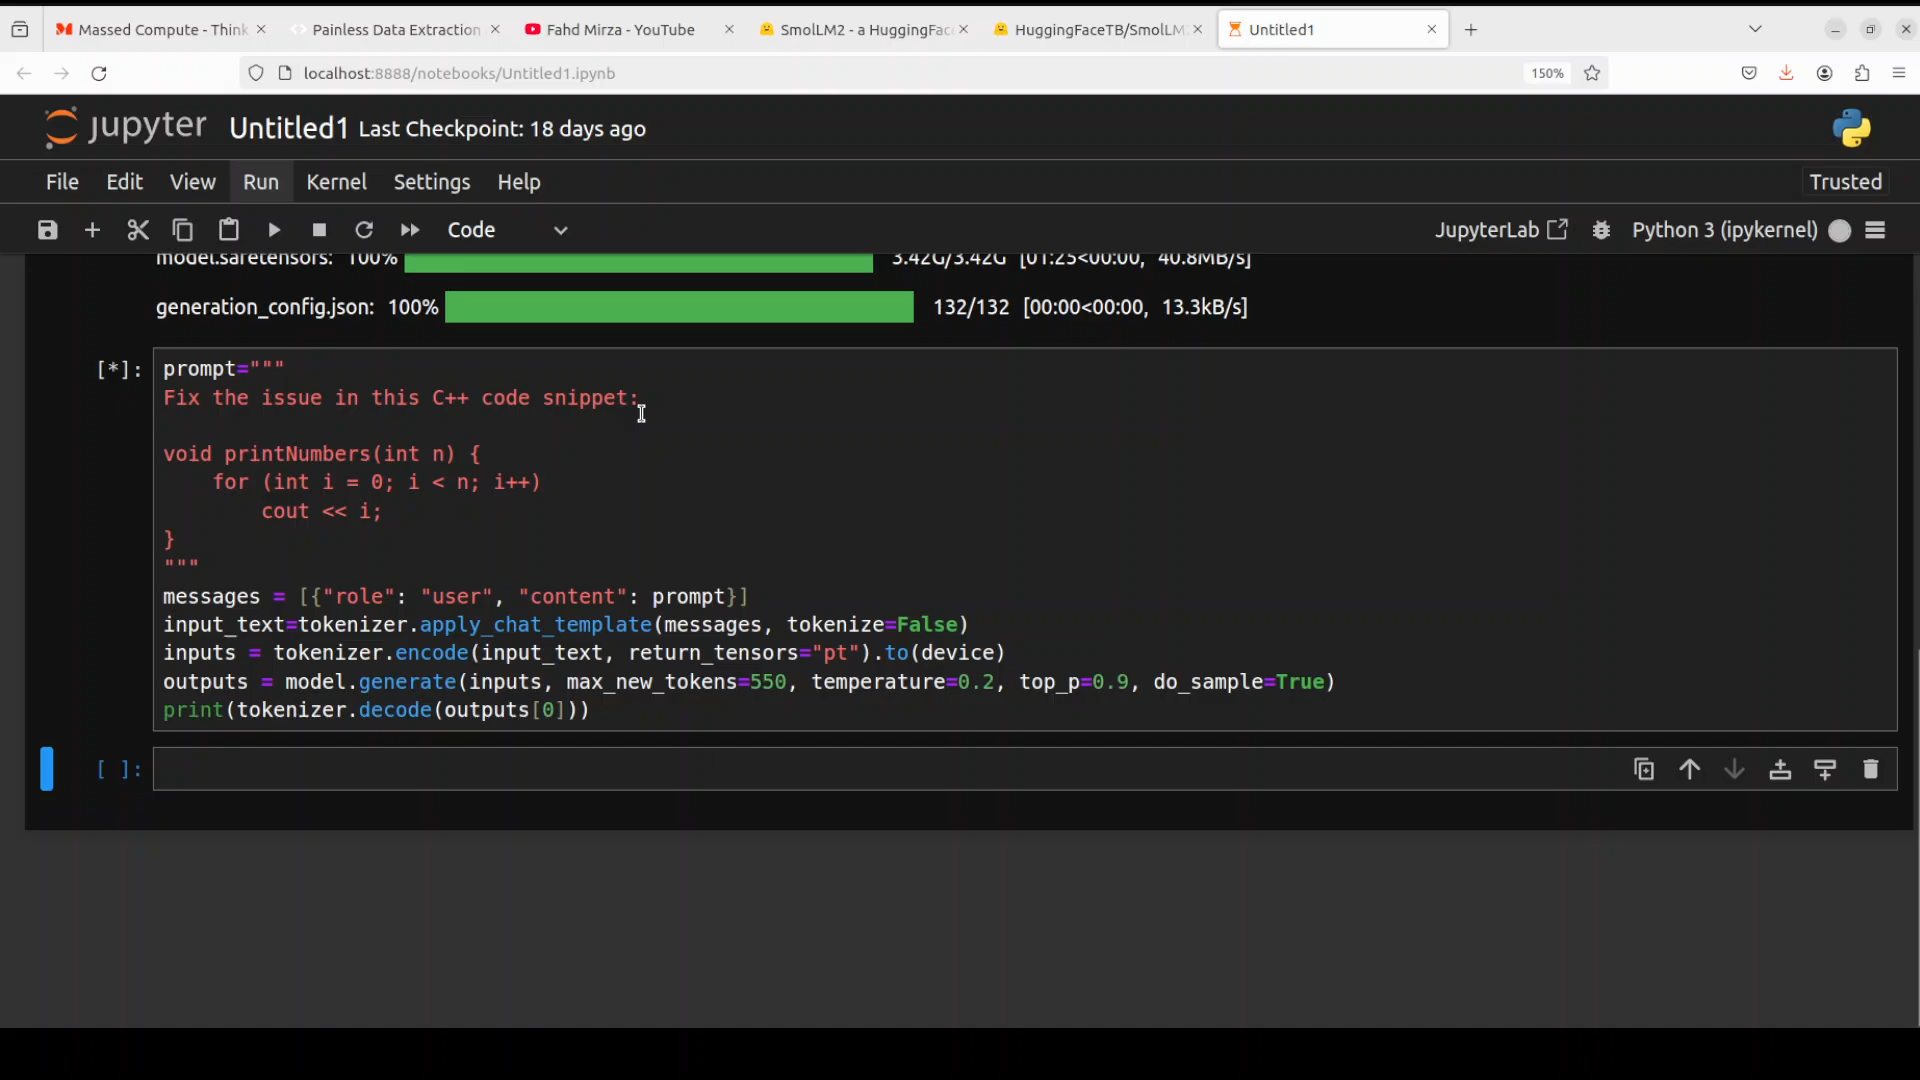 Massed Compute - Think
Painless Data Extraction
Fahd Mirza - YouTube
SmolLM2 - a HuggingFac
HuggingFaceTB/SmolLM
Untitled1
localhost:8888/notebooks/Untitled1.ipynb
150%
jupyter Untitled1 Last Checkpoint: 18 days ago
File Edit View Run Kernel Settings Help Trusted
Code JupyterLab Python 3 (ipykernel)
model.safetensors: 100% 3.42G/3.42G [01:25<00:00, 40.8MB/s]
generation_config.json: 100% 132/132 [00:00<00:00, 13.3kB/s]
[*]: prompt="""
Fix the issue in this C++ code snippet:
void printNumbers(int n) {
    for (int i = 0; i < n; i++)
        cout << i;
}
"""
messages = [{"role": "user", "content": prompt}]
input_text=tokenizer.apply_chat_template(messages, tokenize=False)
inputs = tokenizer.encode(input_text, return_tensors="pt").to(device)
outputs = model.generate(inputs, max_new_tokens=550, temperature=0.2, top_p=0.9, do_sample=True)
print(tokenizer.decode(outputs[0]))
[ ]: